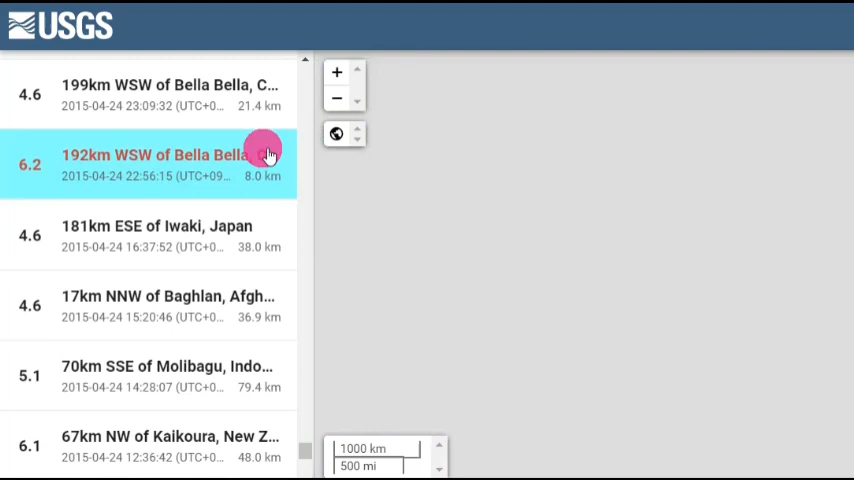 USGS
4.6
199km WSW of Bella Bella, C...
2015-04-24 23:09:32 (UTC+0... 21.4 km
6.2
192km WSW of Bella Bella,
2015-04-24 22:56:15 (UTC+09... 8.0 km
4.6
181km ESE of Iwaki, Japan
2015-04-24 16:37:52 (UTC+0... 38.0 km
4.6
17km NNW of Baghlan, Afgh...
2015-04-24 15:20:46 (UTC+0... 36.9 km
5.1
70km SSE of Molibagu, Indo...
2015-04-24 14:28:07 (UTC+0... 79.4 km
6.1
67km NW of Kaikoura, New Z...
2015-04-24 12:36:42 (UTC+0... 48.0 km
+
−
1000 km
500 mi